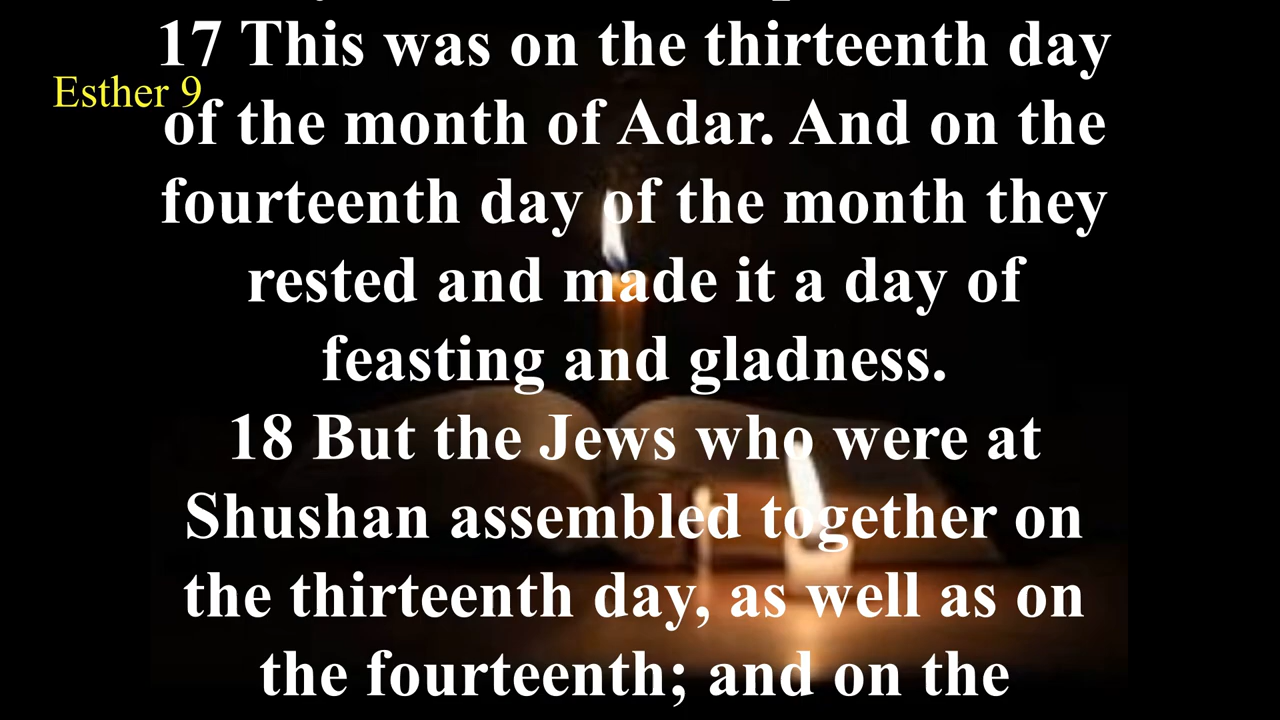 17 This was on the thirteenth day
Esther 9
of the month of Adar. And on the
fourteenth day of the month they
rested and made it a day of
feasting and gladness.
18 But the Jews who were at
Shushan assembled together on
the thirteenth day, as well as on
the fourteenth; and on the